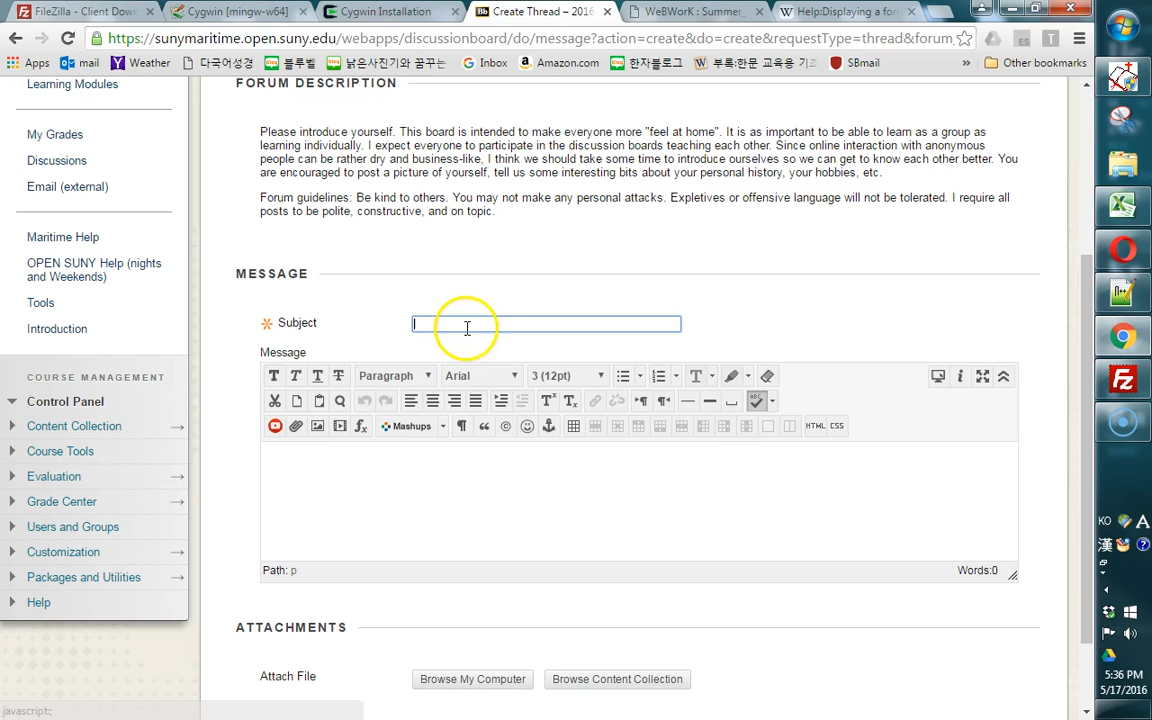 FileZilla - Client Down
Cygwin [mingw-w64]
Cygwin Installation
Create Thread – 2016
WeBWorK : Summer
Help:Displaying a for
https://sunymaritime.open.suny.edu/webapps/discussionboard/do/message?action=create&do=create&requestType=thread&forum
Apps
mail
Weather
다국어성경
블루벨
낡은사진기와 꿈꾸는
Inbox
Amazon.com
한자블로그
부록:한문 교육용 기
SBmail
»
Other bookmarks
Learning Modules
My Grades
Discussions
Email (external)
Maritime Help
OPEN SUNY Help (nights
and Weekends)
Tools
Introduction
COURSE MANAGEMENT
Control Panel
Content Collection
Course Tools
Evaluation
Grade Center
Users and Groups
Customization
Packages and Utilities
Help
FORUM DESCRIPTION
Please introduce yourself. This board is intended to make everyone more "feel at home". It is as important to be able to learn as a group as
learning individually. I expect everyone to participate in the discussion boards teaching each other. Since online interaction with anonymous
people can be rather dry and business-like, I think we should take some time to introduce ourselves so we can get to know each other better. You
are encouraged to post a picture of yourself, tell us some interesting bits about your personal history, your hobbies, etc.
Forum guidelines: Be kind to others. You may not make any personal attacks. Expletives or offensive language will not be tolerated. I require all
posts to be polite, constructive, and on topic.
MESSAGE
Subject
Message
T T T T Paragraph Arial 3 (12pt) T
ABC
Mashups HTML CSS
Path: p
Words:0
ATTACHMENTS
Attach File
Browse My Computer
Browse Content Collection
javascript:;
KO A
漢
5:36 PM
5/17/2016